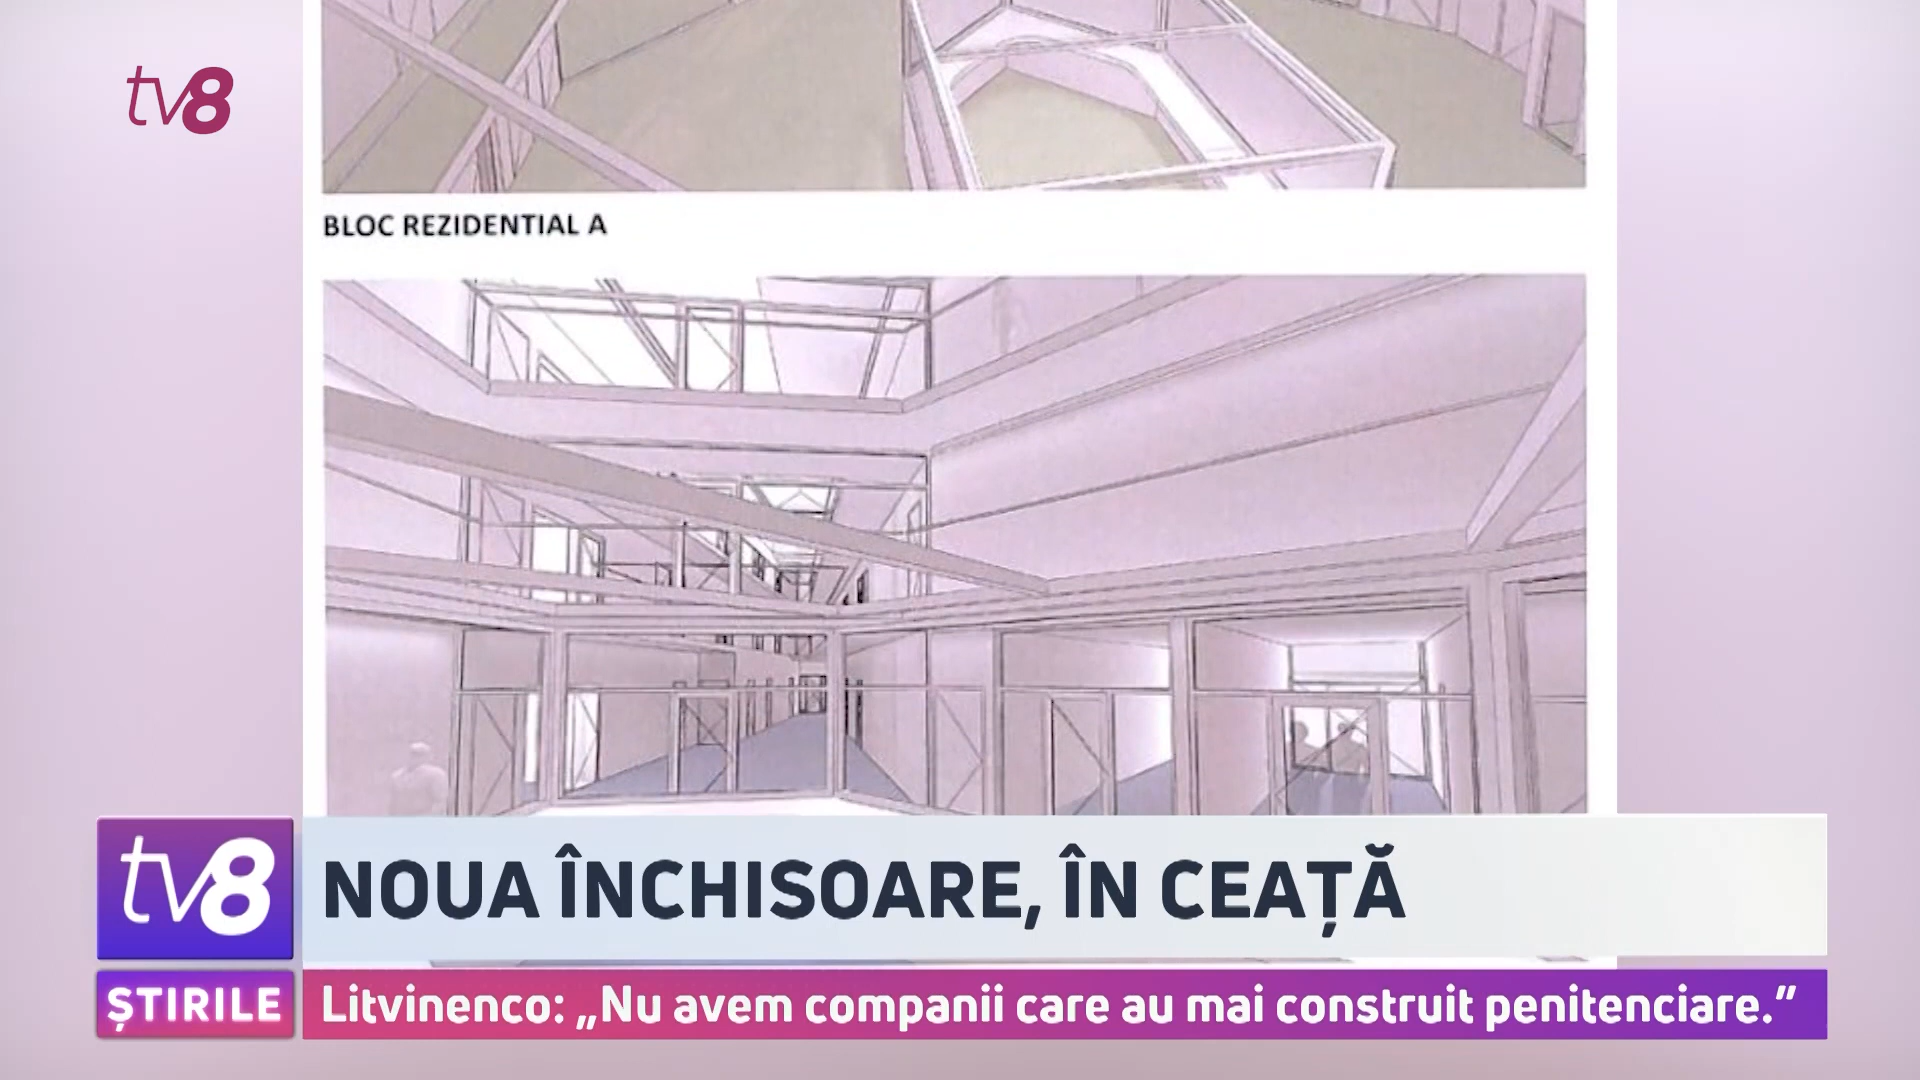 tv8
BLOC REZIDENTIAL A
tv8
NOUA ÎNCHISOARE, ÎN CEAȚĂ
ȘTIRILE
Litvinenco: „Nu avem companii care au mai construit penitenciare.”